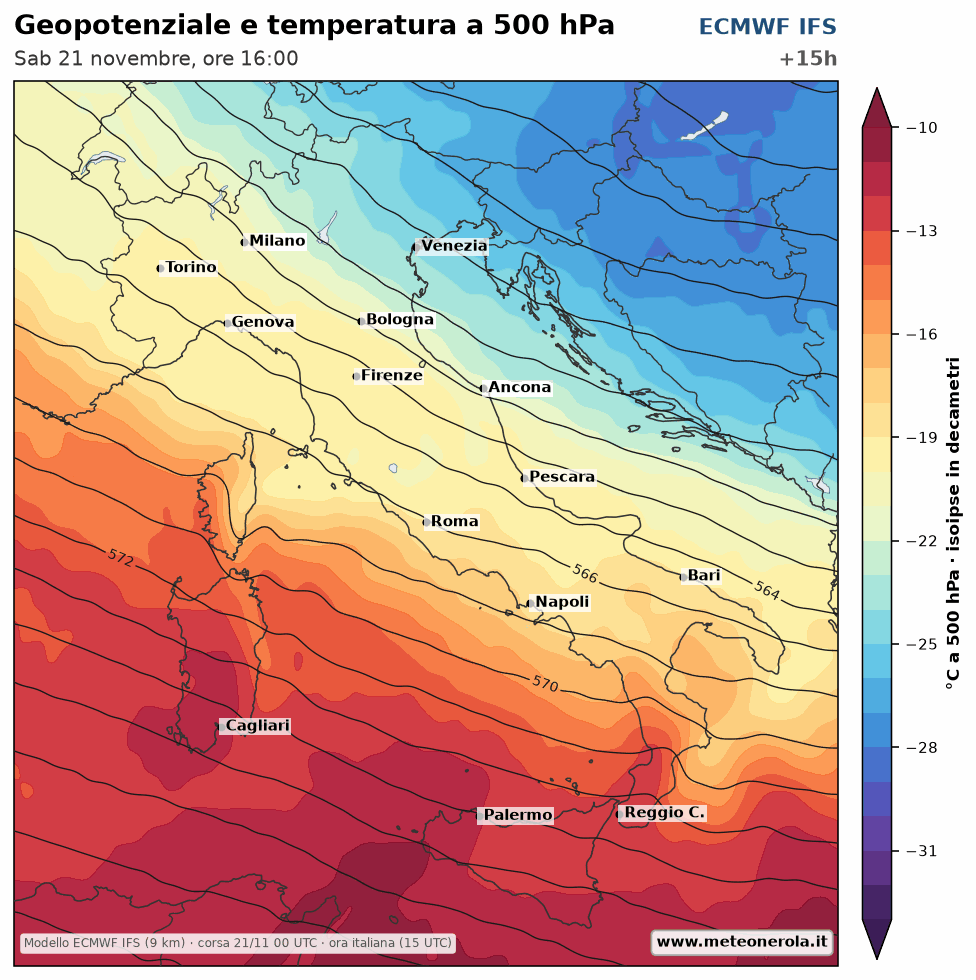 Geopotenziale e temperatura a 500 hPa
ECMWF IFS
Sab 21 novembre, ore 16:00
+15h
Milano
Venezia
Torino
Genova
Bologna
Firenze
Ancona
Pescara
Roma
572
566
Bari
564
Napoli
570
Cagliari
Palermo
Reggio C.
−10
−13
−16
−19
−22
−25
−28
−31
°C a 500 hPa · isoipse in decametri
Modello ECMWF IFS (9 km) · corsa 21/11 00 UTC · ora italiana (15 UTC)
www.meteonerola.it